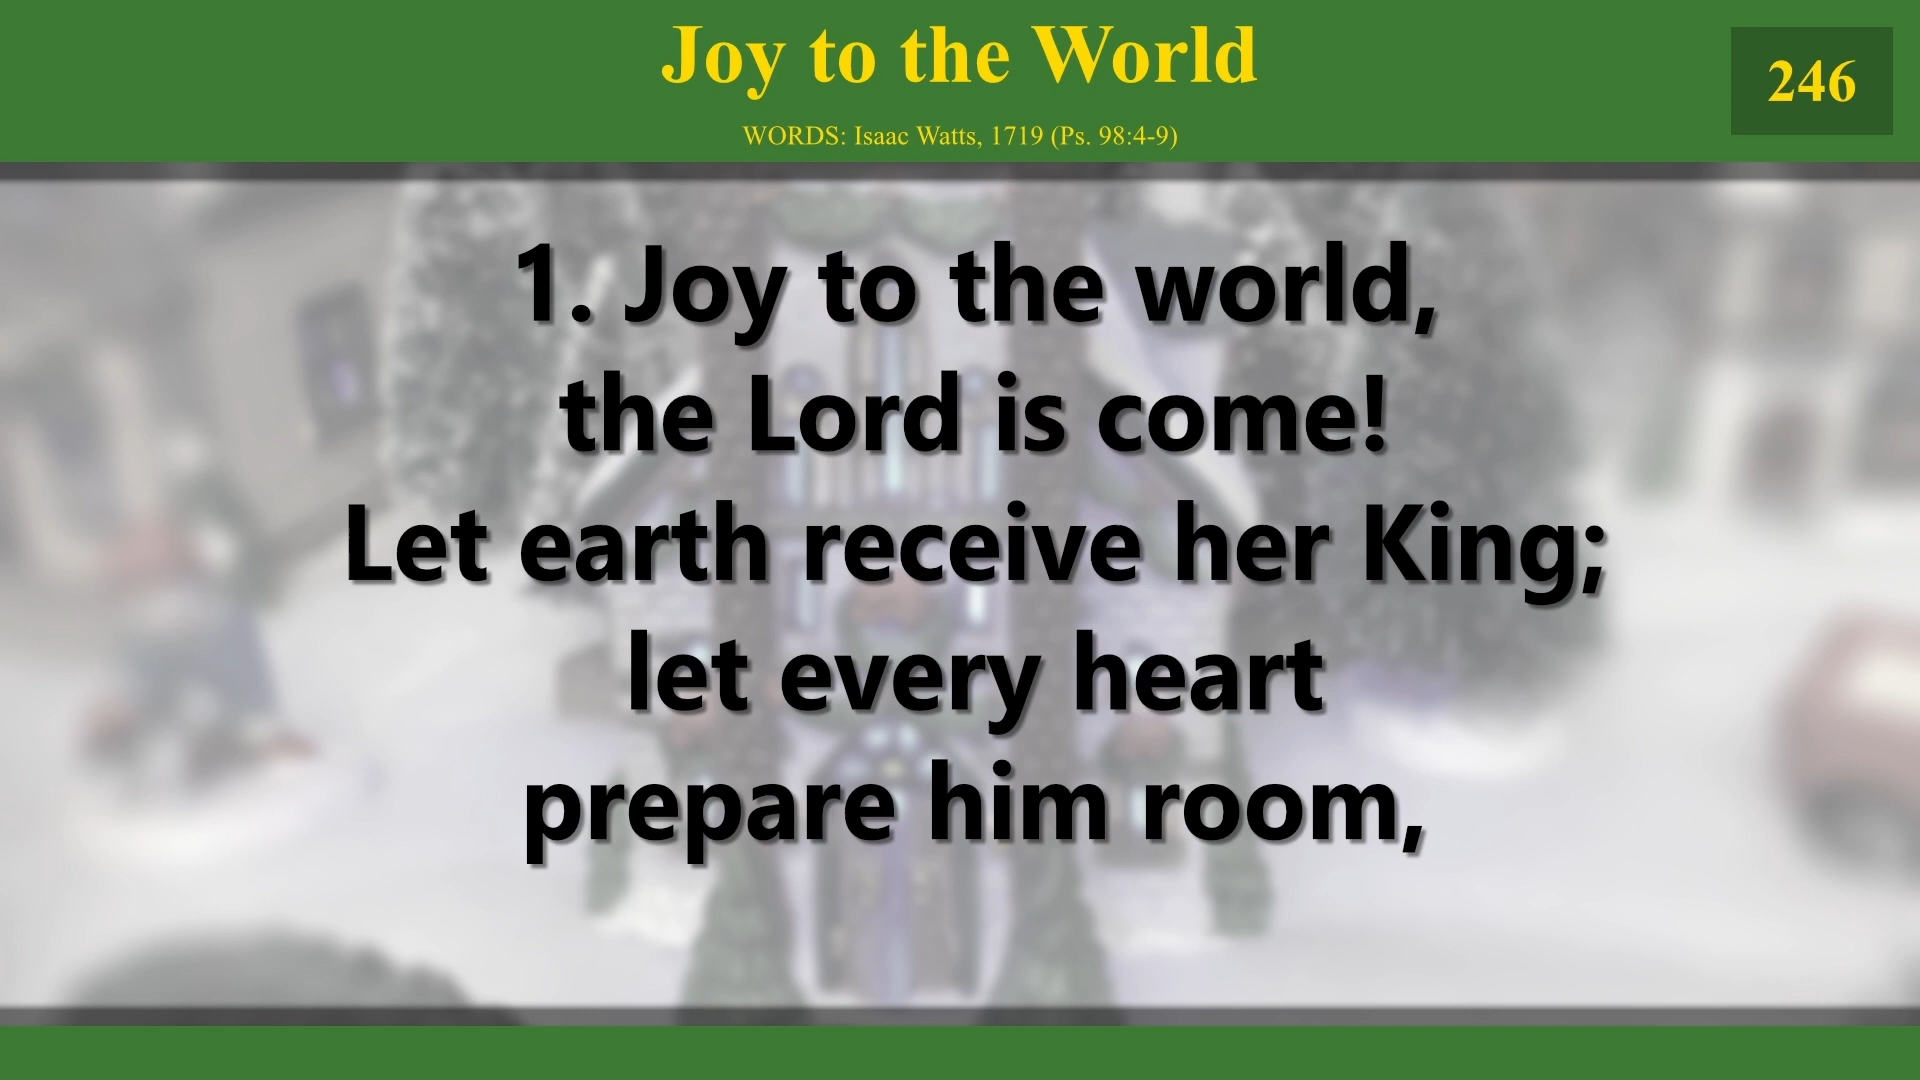 Joy to the World
246
WORDS: Isaac Watts, 1719 (Ps. 98:4-9)
1. Joy to the world,
the Lord is come!
Let earth receive her King;
let every heart
prepare him room,